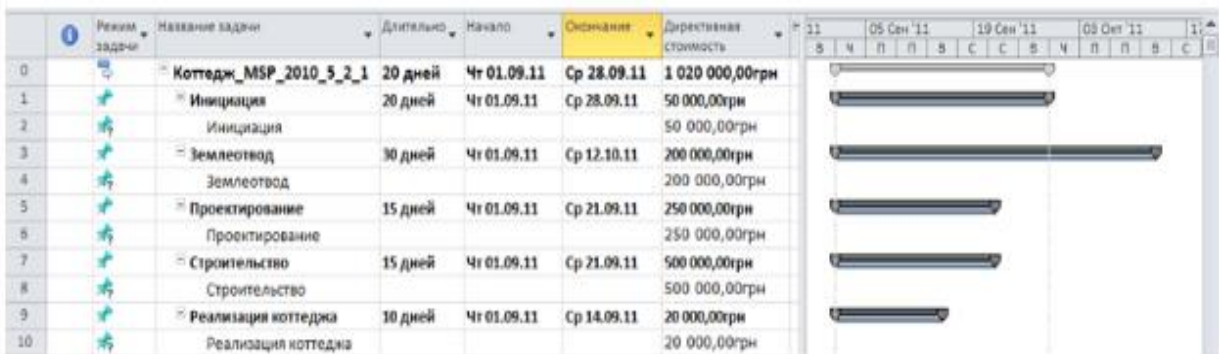 Режим задачи Название задачи Длительно Начало Окончание Директивная стоимость 11 05 Сен '11 19 Сен '11 03 Окт '11 17
В Ч П П В С С В Ч П П В С
0 Коттедж_MSP_2010_5_2_1 20 дней Чт 01.09.11 Ср 28.09.11 1 020 000,00грн
1 Инициация 20 дней Чт 01.09.11 Ср 28.09.11 50 000,00грн
2 Инициация 50 000,00грн
3 Землеотвод 30 дней Чт 01.09.11 Ср 12.10.11 200 000,00грн
4 Землеотвод 200 000,00грн
5 Проектирование 15 дней Чт 01.09.11 Ср 21.09.11 250 000,00грн
6 Проектирование 250 000,00грн
7 Строительство 15 дней Чт 01.09.11 Ср 21.09.11 500 000,00грн
8 Строительство 500 000,00грн
9 Реализация коттеджа 10 дней Чт 01.09.11 Ср 14.09.11 20 000,00грн
10 Реализация коттеджа 20 000,00грн